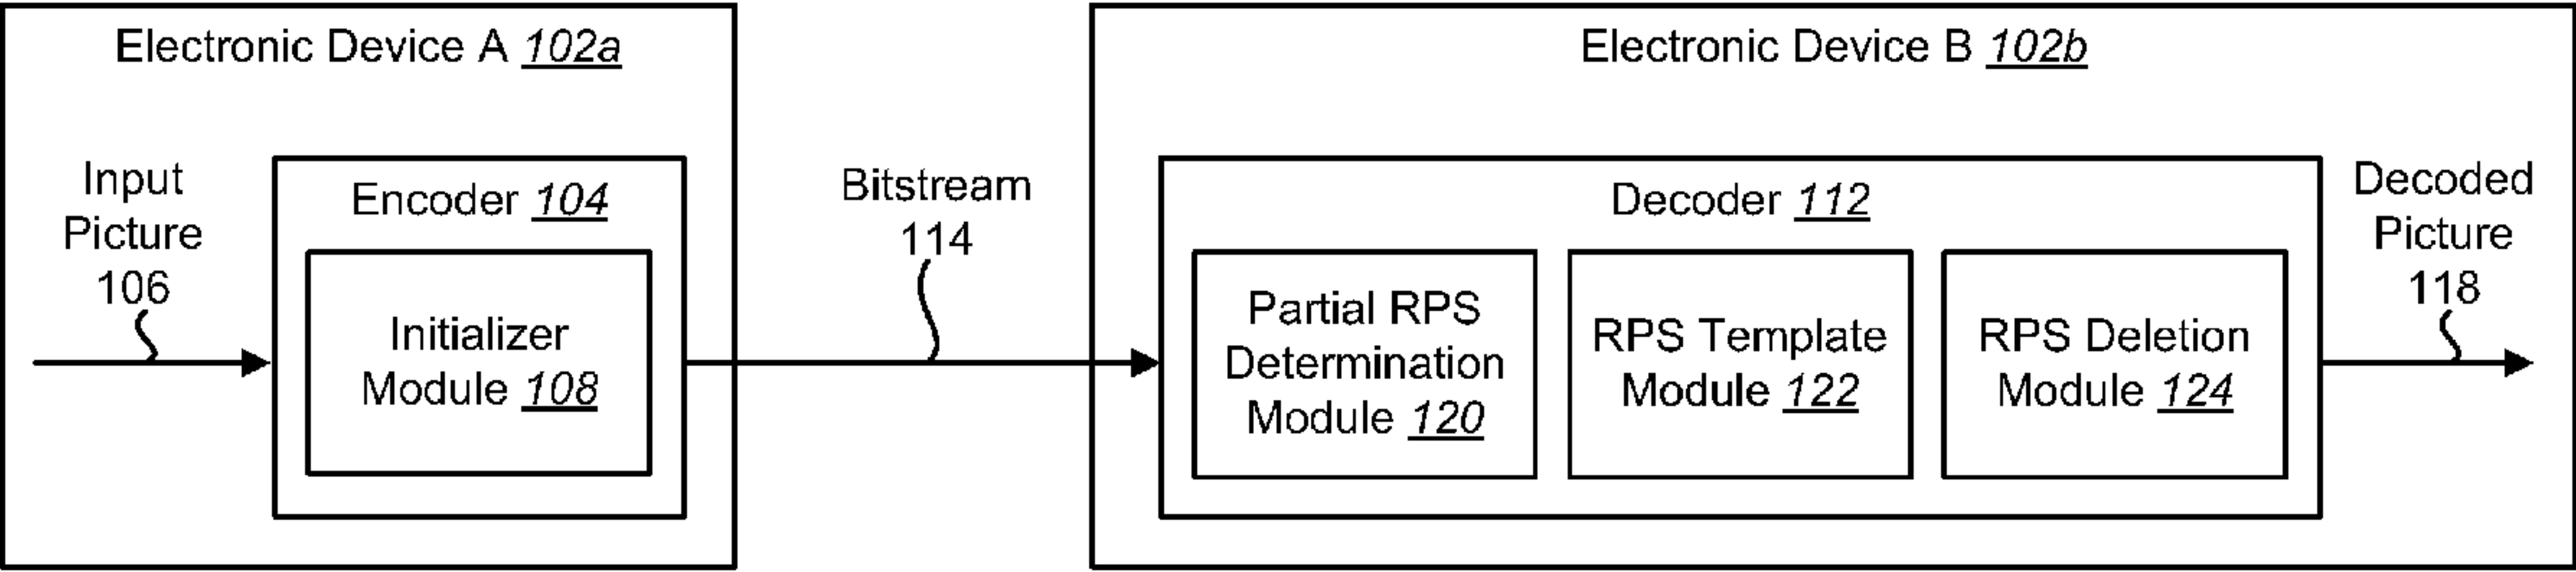 Electronic Device A 102a
Input
Picture
106
Encoder 104
Initializer
Module 108
Bitstream
114
Electronic Device B 102b
Decoder 112
Partial RPS
Determination
Module 120
RPS Template
Module 122
RPS Deletion
Module 124
Decoded
Picture
118